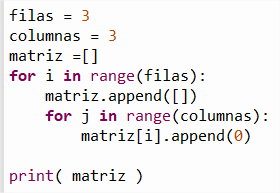 filas = 3
columnas = 3
matriz =[]
for i in range(filas):
    matriz.append([])
    for j in range(columnas):
        matriz[i].append(0)

print( matriz )